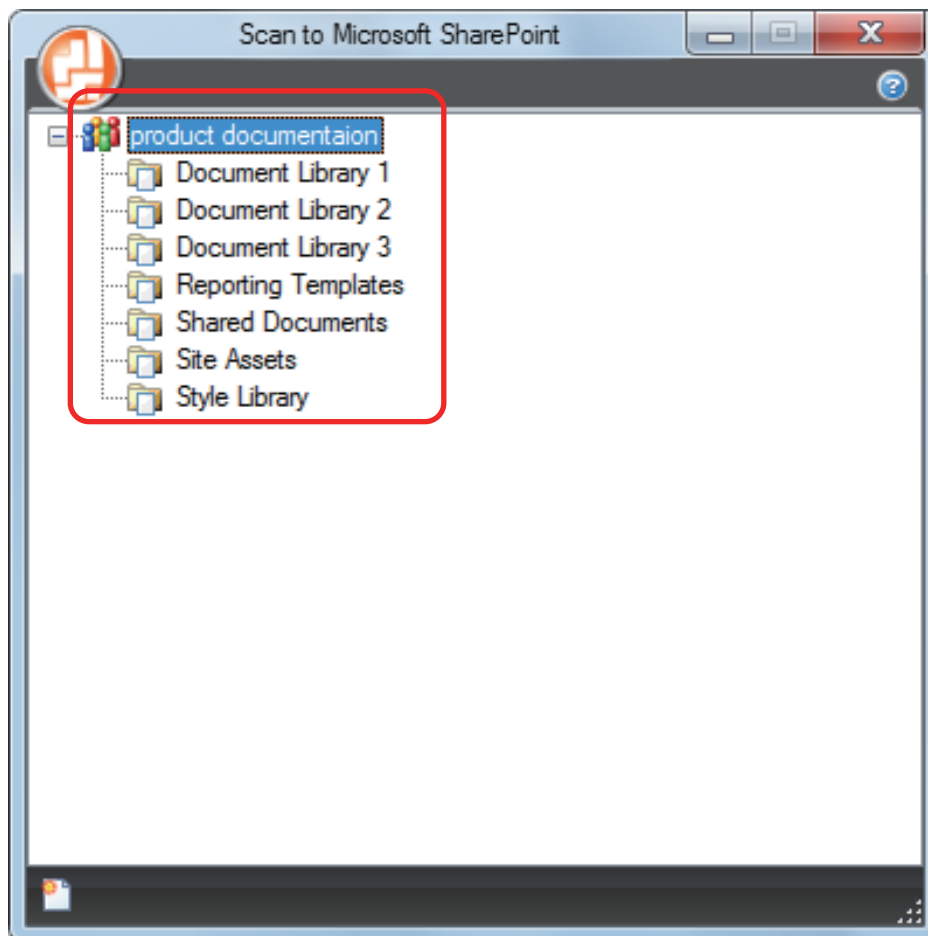 Scan to Microsoft SharePoint
product documentaion
Document Library 1
Document Library 2
Document Library 3
Reporting Templates
Shared Documents
Site Assets
Style Library